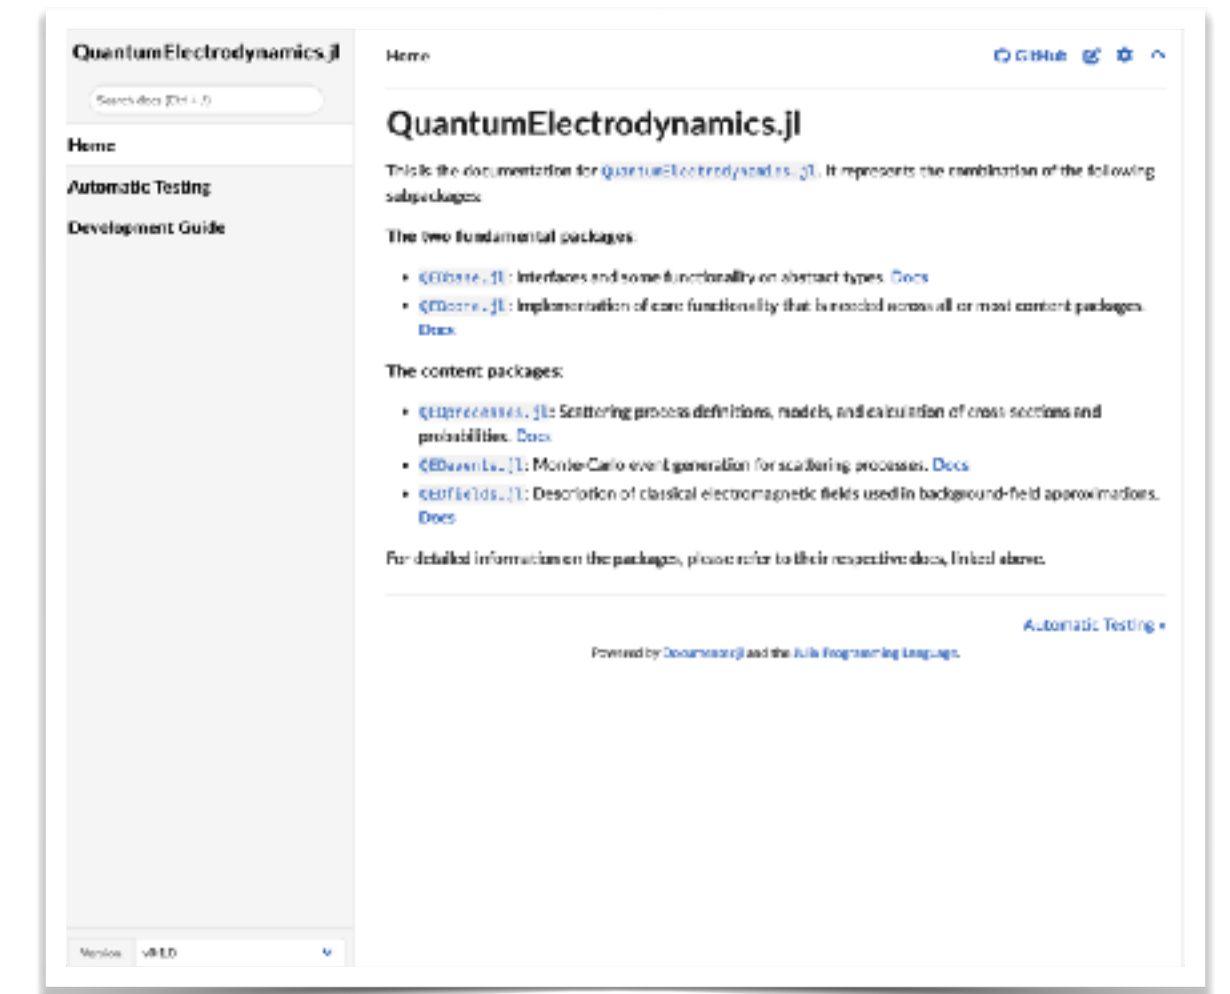 QuantumElectrodynamics.jl
Search docs (Ctrl + /)
Home
Automatic Testing
Development Guide
Version v0.1.0
Home GitHub
QuantumElectrodynamics.jl
This is the documentation for QuantumElectrodynamics.jl. It represents the combination of the following
subpackages:
The two fundamental packages:
• QEDbase.jl: Interfaces and some functionality on abstract types. Docs
• QEDcore.jl: Implementation of core functionality that is needed across all or most content packages.
Docs
The content packages:
• QEDprocesses.jl: Scattering process definitions, models, and calculation of cross-sections and
probabilities. Docs
• QEDevents.jl: Monte-Carlo event generation for scattering processes. Docs
• QEDfields.jl: Description of classical electromagnetic fields used in background-field approximations.
Docs
For detailed information on the packages, please refer to their respective docs, linked above.
Automatic Testing »
Powered by Documenter.jl and the Julia Programming Language.